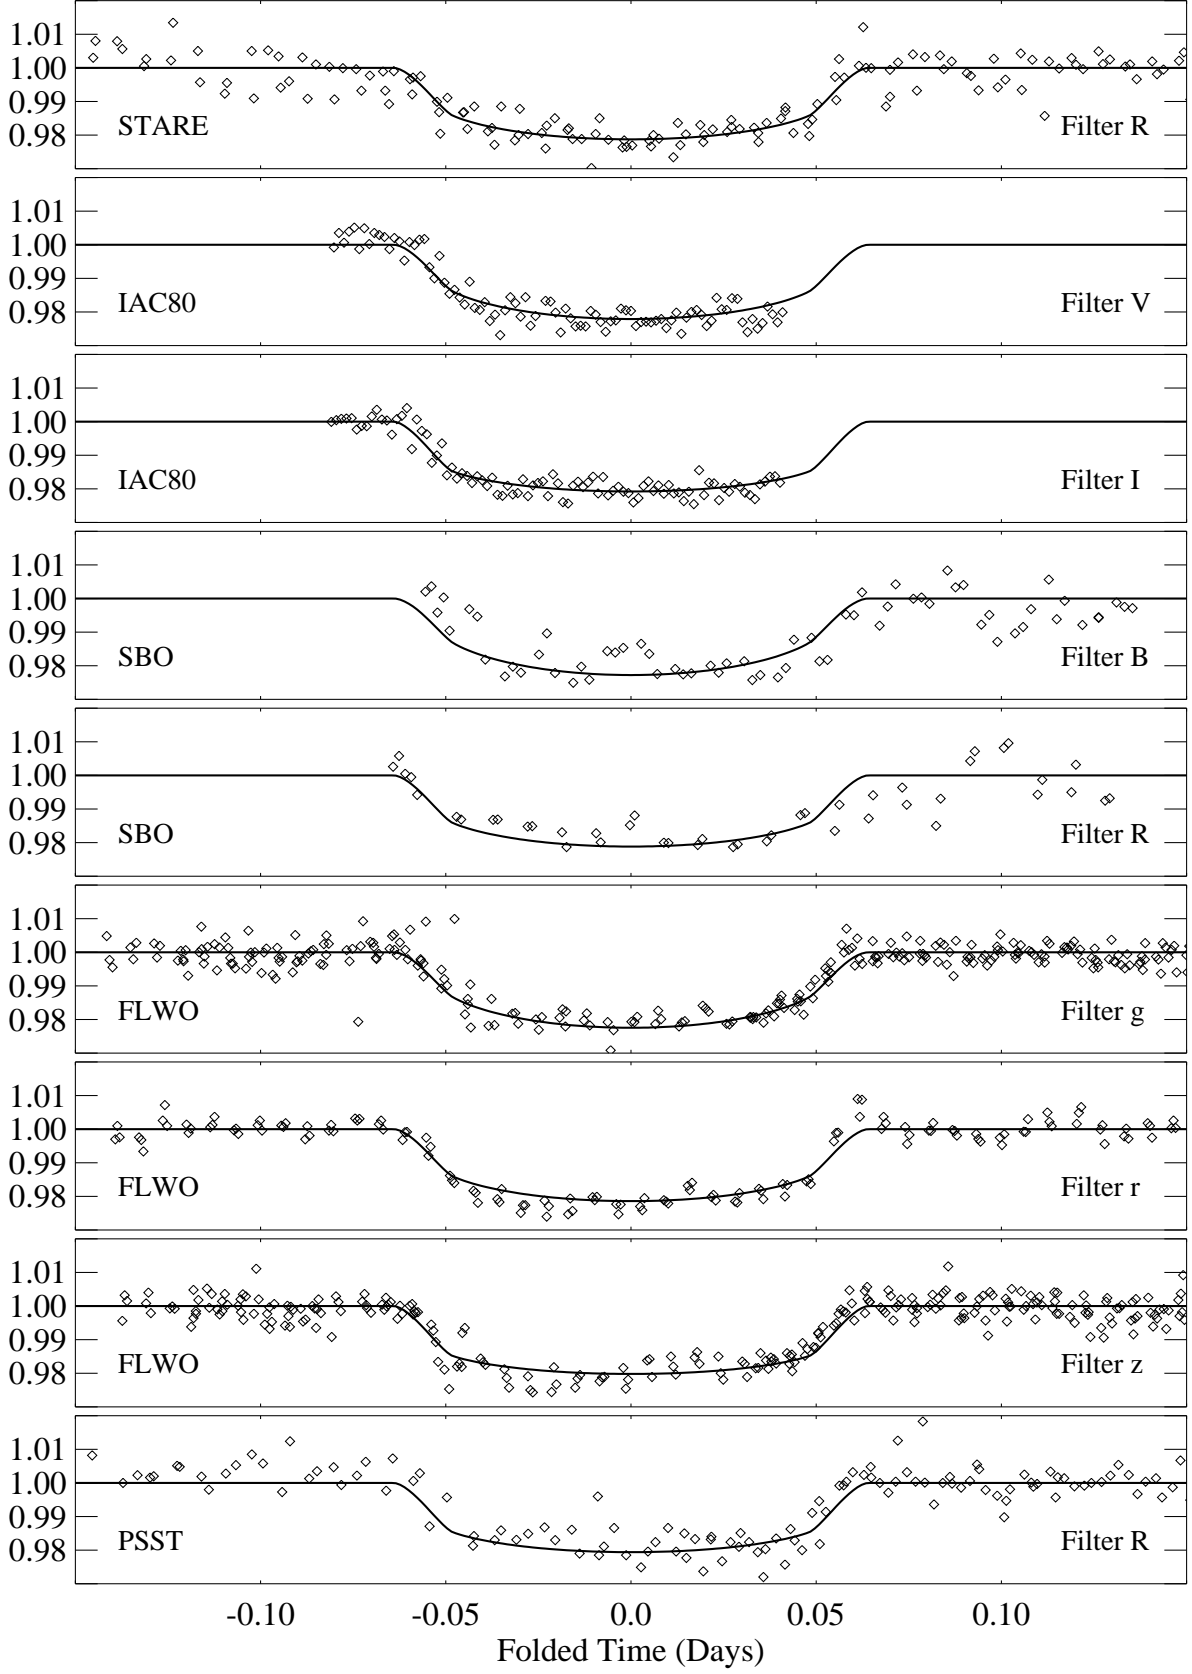 1.01
1.00
0.99
0.98
STARE
Filter R
1.01
1.00
0.99
0.98
IAC80
Filter V
1.01
1.00
0.99
0.98
IAC80
Filter I
1.01
1.00
0.99
0.98
SBO
Filter B
1.01
1.00
0.99
0.98
SBO
Filter R
1.01
1.00
0.99
0.98
FLWO
Filter g
1.01
1.00
0.99
0.98
FLWO
Filter r
1.01
1.00
0.99
0.98
FLWO
Filter z
1.01
1.00
0.99
0.98
PSST
Filter R
-0.10 -0.05 0.0 0.05 0.10
Folded Time (Days)